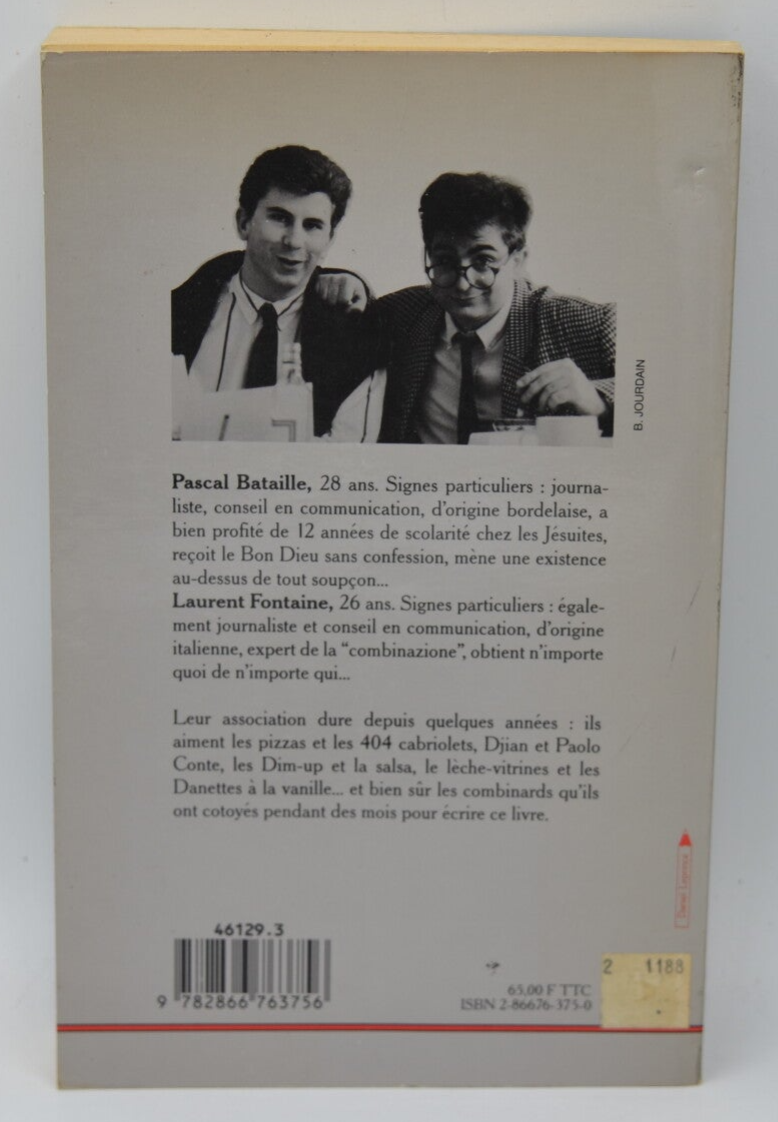 B. JOURDAIN
Pascal Bataille, 28 ans. Signes particuliers : journa-
liste, conseil en communication, d'origine bordelaise, a
bien profité de 12 années de scolarité chez les Jésuites,
reçoit le Bon Dieu sans confession, mène une existence
au-dessus de tout soupçon...
Laurent Fontaine, 26 ans. Signes particuliers : égale-
ment journaliste et conseil en communication, d'origine
italienne, expert de la “combinazione”, obtient n'importe
quoi de n'importe qui...
Leur association dure depuis quelques années : ils
aiment les pizzas et les 404 cabriolets, Djian et Paolo
Conte, les Dim-up et la salsa, le lèche-vitrines et les
Danettes à la vanille... et bien sûr les combinards qu'ils
ont cotoyés pendant des mois pour écrire ce livre.
46129.3
9 782866 763756
65,00 F TTC
ISBN 2-86676-375-0
2 1188